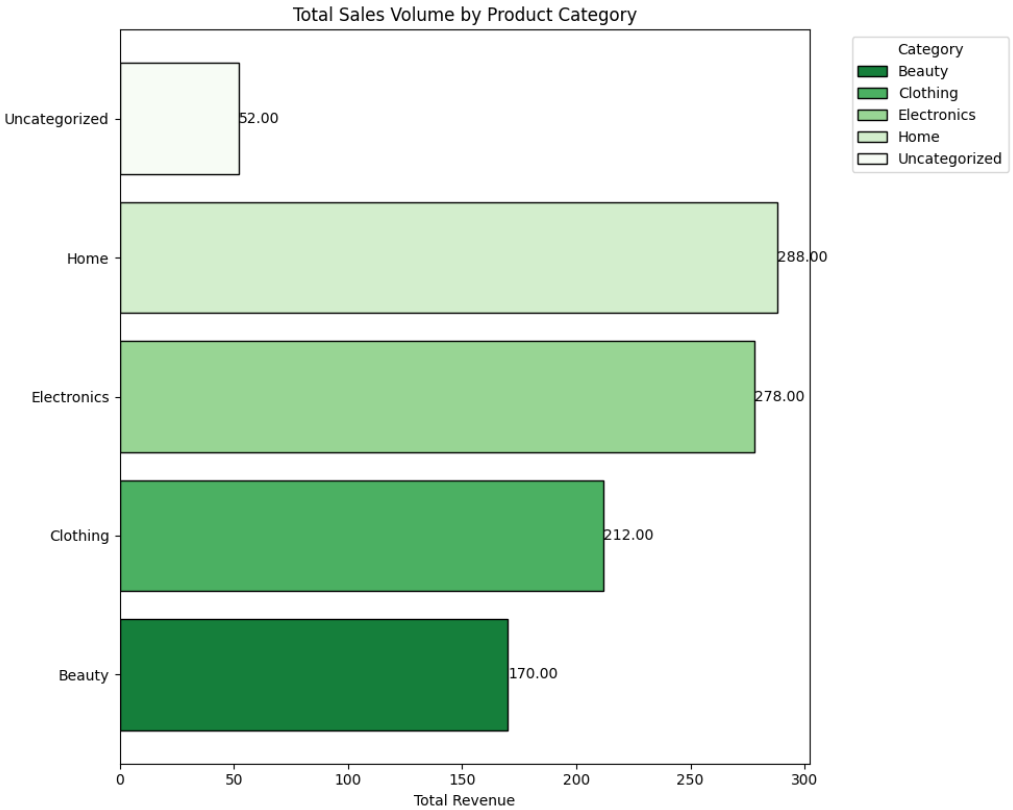 Total Sales Volume by Product Category
Category
Beauty
Clothing
Electronics
Home
Uncategorized
Uncategorized
52.00
Home
288.00
Electronics
278.00
Clothing
212.00
Beauty
170.00
0 50 100 150 200 250 300
Total Revenue